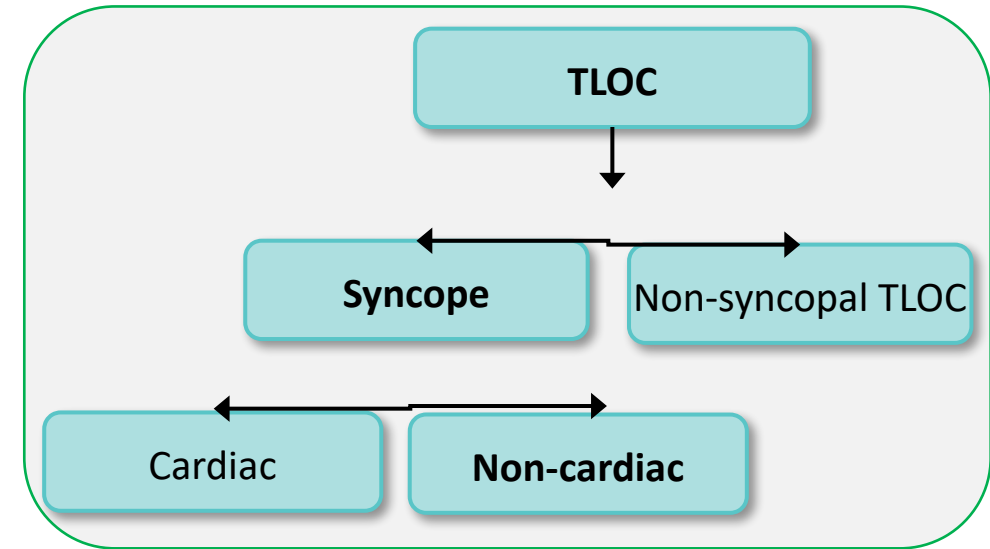 TLOC
Syncope
Non-syncopal TLOC
Cardiac
Non-cardiac